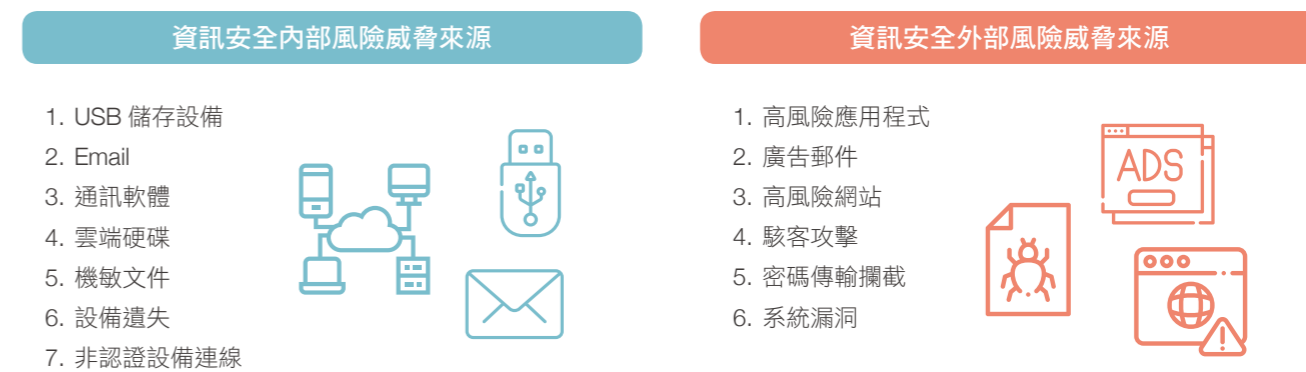 資訊安全內部風險威脅來源
1. USB 儲存設備
2. Email
3. 通訊軟體
4. 雲端硬碟
5. 機敏文件
6. 設備遺失
7. 非認證設備連線
資訊安全外部風險威脅來源
1. 高風險應用程式
2. 廣告郵件
3. 高風險網站
4. 駭客攻擊
5. 密碼傳輸攔截
6. 系統漏洞
ADS